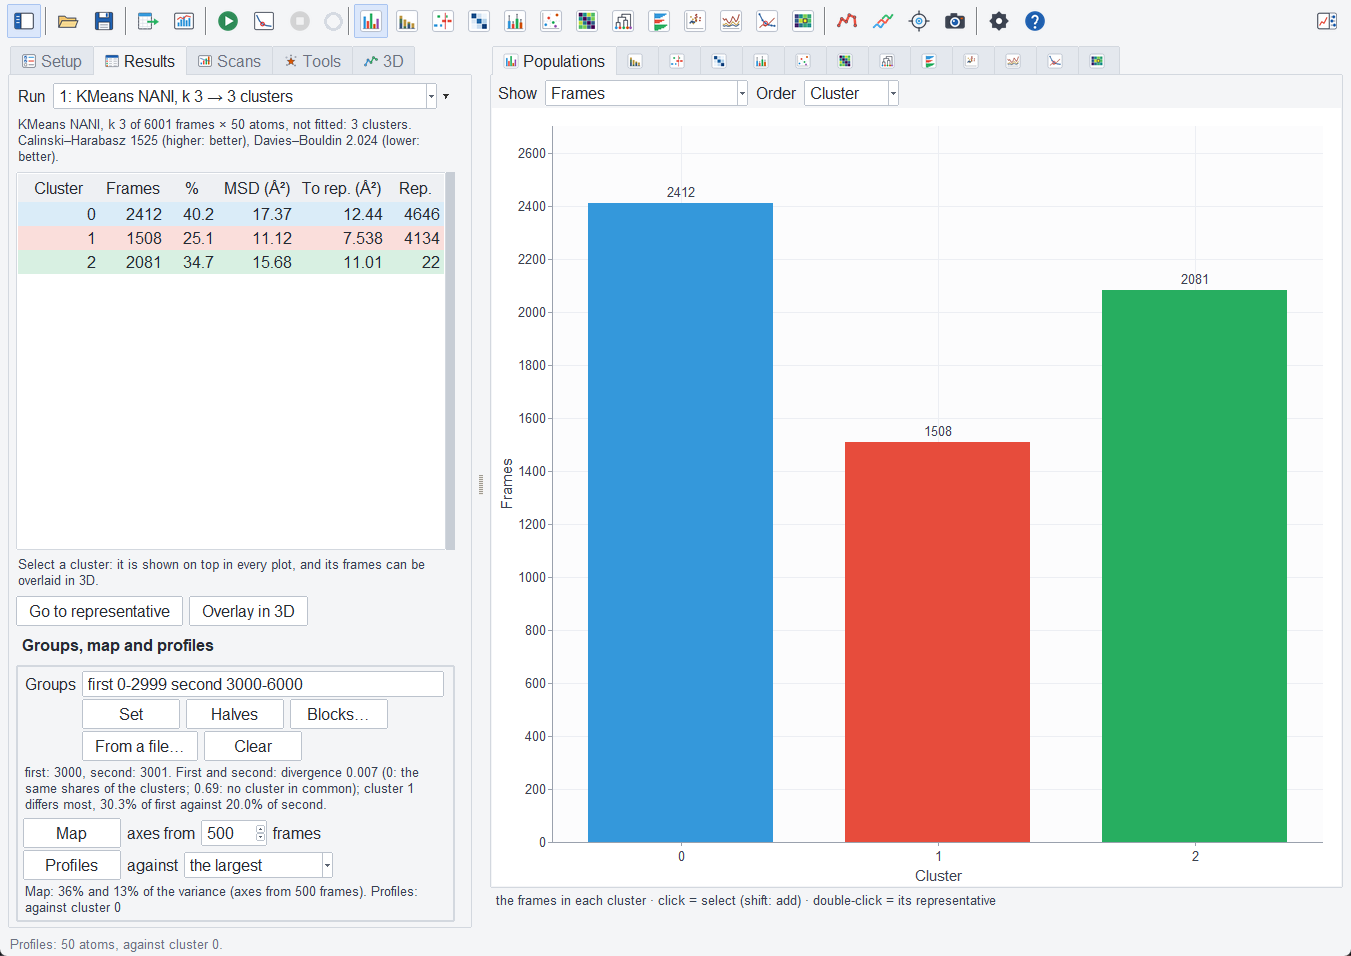 Setup
Results
Scans
Tools
3D
Run
1: KMeans NANI, k 3 → 3 clusters
KMeans NANI, k 3 of 6001 frames × 50 atoms, not fitted: 3 clusters.
Calinski–Harabasz 1525 (higher: better), Davies–Bouldin 2.024 (lower:
better).
Cluster Frames % MSD (Å²) To rep. (Å²) Rep.
0 2412 40.2 17.37 12.44 4646
1 1508 25.1 11.12 7.538 4134
2 2081 34.7 15.68 11.01 22
Select a cluster: it is shown on top in every plot, and its frames can be
overlaid in 3D.
Go to representative
Overlay in 3D
Groups, map and profiles
Groups
first 0-2999 second 3000-6000
Set
Halves
Blocks...
From a file...
Clear
first: 3000, second: 3001. First and second: divergence 0.007 (0: the
same shares of the clusters; 0.69: no cluster in common); cluster 1
differs most, 30.3% of first against 20.0% of second.
Map
axes from
500
frames
Profiles
against
the largest
Map: 36% and 13% of the variance (axes from 500 frames). Profiles:
against cluster 0
Profiles: 50 atoms, against cluster 0.
Populations
Show
Frames
Order
Cluster
2600
2400
2200
2000
1800
1600
1400
1200
1000
800
600
400
200
0
Frames
2412
1508
2081
0
1
2
Cluster
the frames in each cluster · click = select (shift: add) · double-click = its representative